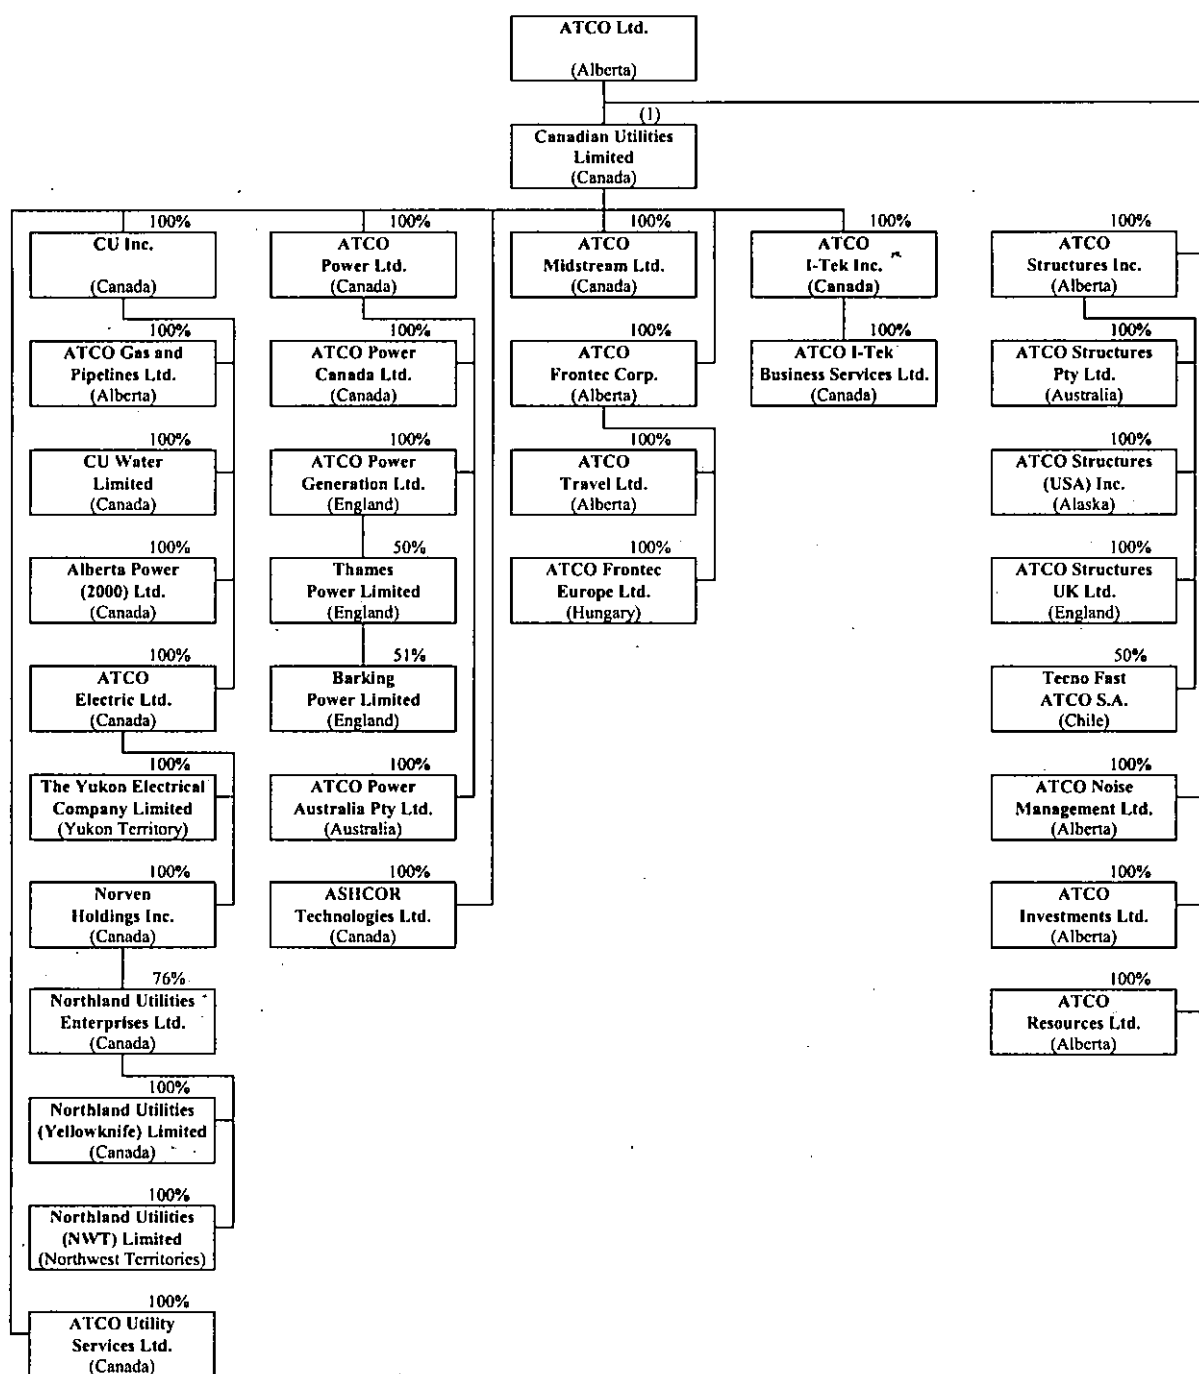 ATCO Ltd.
(Alberta)
(1)
Canadian Utilities
Limited
(Canada)
100%
CU Inc.
(Canada)
100%
ATCO Gas and
Pipelines Ltd.
(Alberta)
100%
CU Water
Limited
(Canada)
100%
Alberta Power
(2000) Ltd.
(Canada)
100%
ATCO
Electric Ltd.
(Canada)
100%
The Yukon Electrical
Company Limited
(Yukon Territory)
100%
Norven
Holdings Inc.
(Canada)
76%
Northland Utilities
Enterprises Ltd.
(Canada)
100%
Northland Utilities
(Yellowknife) Limited
(Canada)
100%
Northland Utilities
(NWT) Limited
(Northwest Territories)
100%
ATCO Utility
Services Ltd.
(Canada)
100%
ATCO
Power Ltd.
(Canada)
100%
ATCO Power
Canada Ltd.
(Canada)
100%
ATCO Power
Generation Ltd.
(England)
50%
Thames
Power Limited
(England)
51%
Barking
Power Limited
(England)
100%
ATCO Power
Australia Pty Ltd.
(Australia)
100%
ASHCOR
Technologies Ltd.
(Canada)
100%
ATCO
Midstream Ltd.
(Canada)
100%
ATCO
Frontec Corp.
(Alberta)
100%
ATCO
Travel Ltd.
(Alberta)
100%
ATCO Frontec
Europe Ltd.
(Hungary)
100%
ATCO
I-Tek Inc.
(Canada)
100%
ATCO I-Tek
Business Services Ltd.
(Canada)
100%
ATCO
Structures Inc.
(Alberta)
100%
ATCO Structures
Pty Ltd.
(Australia)
100%
ATCO Structures
(USA) Inc.
(Alaska)
100%
ATCO Structures
UK Ltd.
(England)
50%
Tecno Fast
ATCO S.A.
(Chile)
100%
ATCO Noise
Management Ltd.
(Alberta)
100%
ATCO
Investments Ltd.
(Alberta)
100%
ATCO
Resources Ltd.
(Alberta)